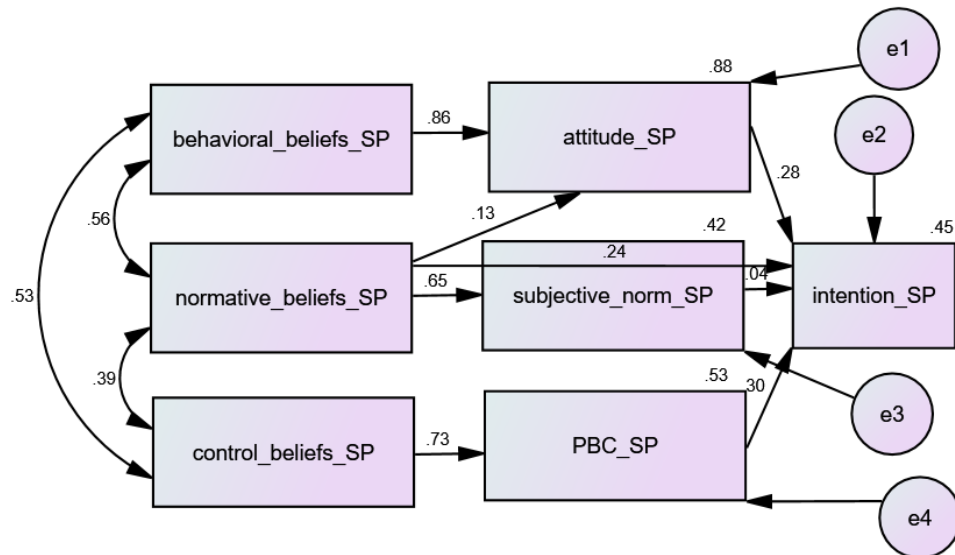 e1
.88
behavioral_beliefs_SP
.86
attitude_SP
e2
.28
.56
.13
.42
.45
.24
normative_beliefs_SP
.65
subjective_norm_SP
.04
intention_SP
.53
.39
.53
.30
e3
control_beliefs_SP
.73
PBC_SP
e4